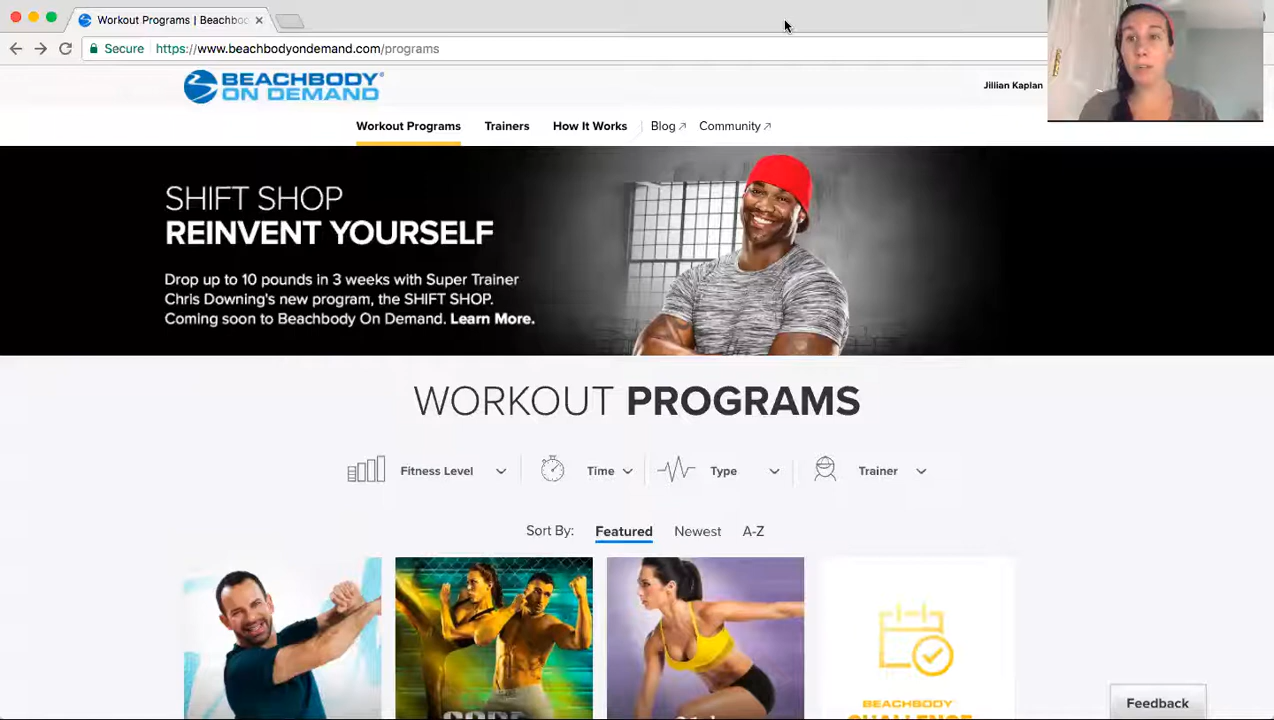 Workout Programs | Beachbo
Secure https://www.beachbodyondemand.com/programs
BEACHBODY®
ON DEMAND
Jillian Kaplan
Workout Programs Trainers How It Works Blog Community
SHIFT SHOP
REINVENT YOURSELF
Drop up to 10 pounds in 3 weeks with Super Trainer
Chris Downing's new program, the SHIFT SHOP.
Coming soon to Beachbody On Demand. Learn More.
WORKOUT PROGRAMS
Fitness Level Time Type Trainer
Sort By: Featured Newest A-Z
BEACHBODY
CHALLENGE
Feedback